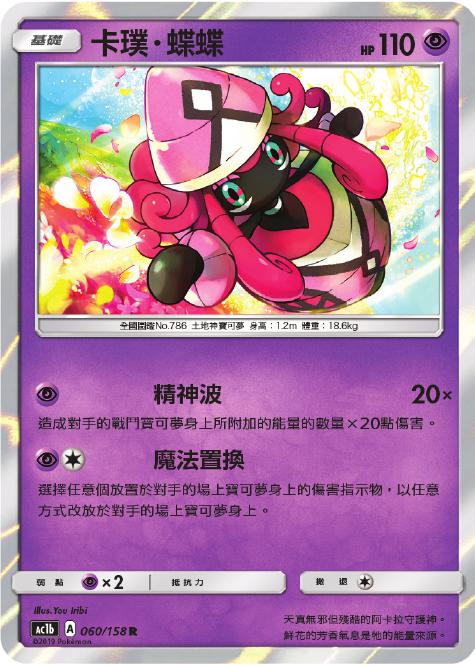 基礎 卡璞・蝶蝶 HP 110
全國圖鑑No.786 土地神寶可夢 身高：1.2m 體重：18.6kg
精神波 20×
造成對手的戰鬥寶可夢身上所附加的能量的數量×20點傷害。
魔法置換
選擇任意個放置於對手的場上寶可夢身上的傷害指示物，以任意
方式改放於對手的場上寶可夢身上。
弱點 ×2 抵抗力 撤退
Illus.You Iribi
AC1b A 060/158 R
©2019 Pokémon
天真無邪但殘酷的阿卡拉守護神。
鮮花的芳香氣息是他的能量來源。